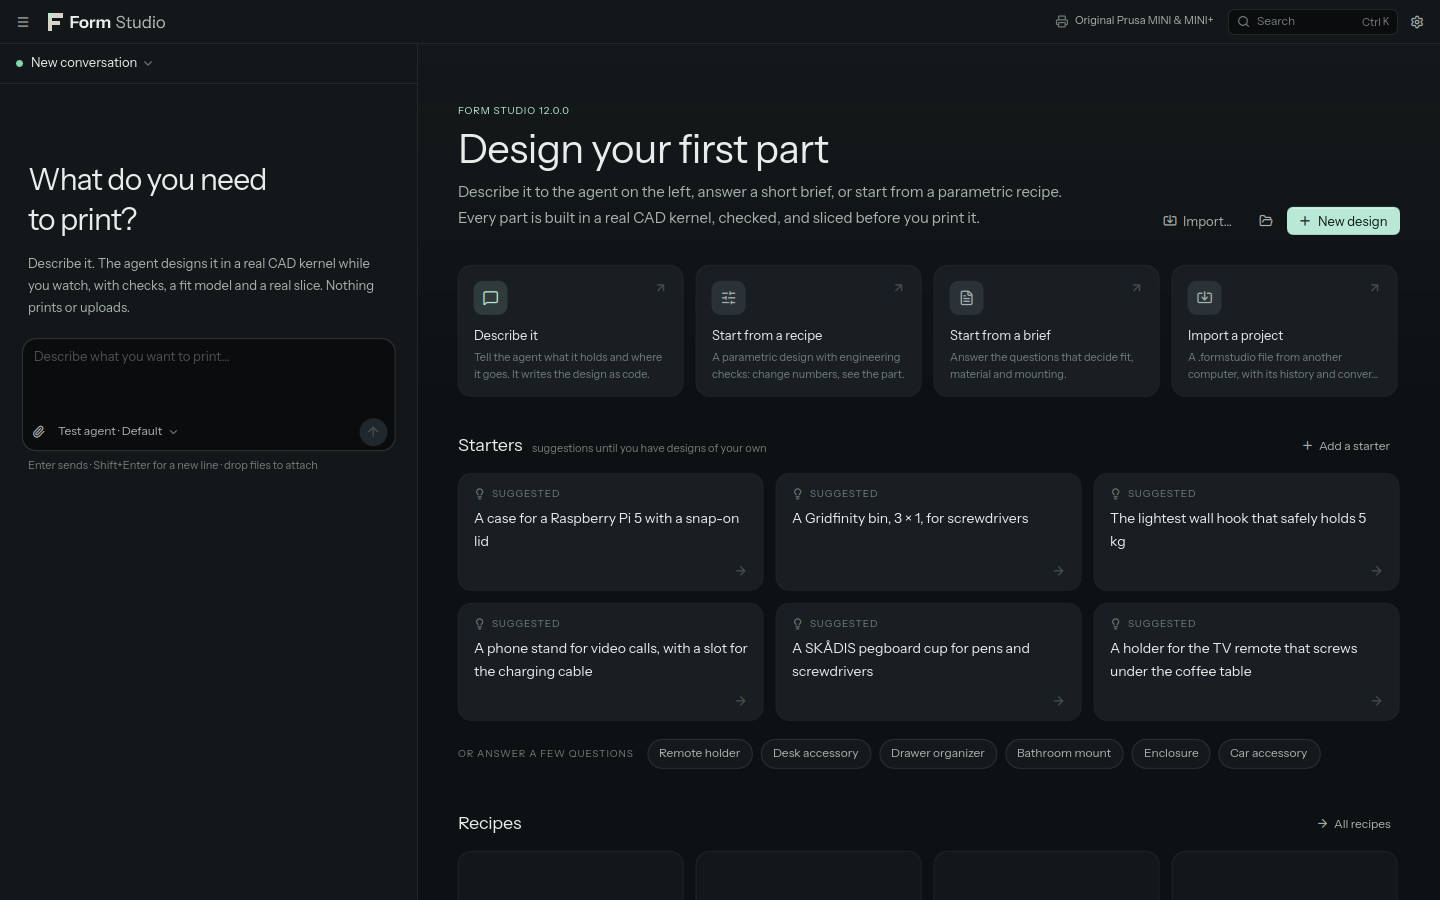 Form Studio
Original Prusa MINI & MINI+
Search
Ctrl K
New conversation
What do you need
to print?
Describe it. The agent designs it in a real CAD kernel while
you watch, with checks, a fit model and a real slice. Nothing
prints or uploads.
Describe what you want to print...
Test agent · Default
Enter sends · Shift+Enter for a new line · drop files to attach
FORM STUDIO 12.0.0
Design your first part
Describe it to the agent on the left, answer a short brief, or start from a parametric recipe.
Every part is built in a real CAD kernel, checked, and sliced before you print it.
Import...
New design
Describe it
Tell the agent what it holds and where
it goes. It writes the design as code.
Start from a recipe
A parametric design with engineering
checks: change numbers, see the part.
Start from a brief
Answer the questions that decide fit,
material and mounting.
Import a project
A .formstudio file from another
computer, with its history and conver...
Starters
suggestions until you have designs of your own
Add a starter
SUGGESTED
A case for a Raspberry Pi 5 with a snap-on
lid
SUGGESTED
A Gridfinity bin, 3 × 1, for screwdrivers
SUGGESTED
The lightest wall hook that safely holds 5
kg
SUGGESTED
A phone stand for video calls, with a slot for
the charging cable
SUGGESTED
A SKÅDIS pegboard cup for pens and
screwdrivers
SUGGESTED
A holder for the TV remote that screws
under the coffee table
OR ANSWER A FEW QUESTIONS
Remote holder
Desk accessory
Drawer organizer
Bathroom mount
Enclosure
Car accessory
Recipes
All recipes